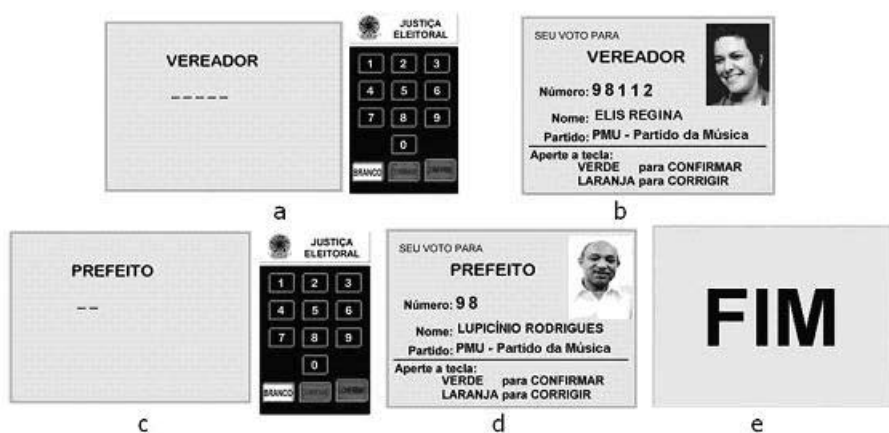 VEREADOR
_ _ _ _ _
JUSTIÇA
ELEITORAL
1 2 3
4 5 6
7 8 9
0
BRANCO
a
SEU VOTO PARA
VEREADOR
Número: 98112
Nome: ELIS REGINA
Partido: PMU - Partido da Música
Aperte a tecla:
VERDE para CONFIRMAR
LARANJA para CORRIGIR
b
PREFEITO
_ _
JUSTIÇA
ELEITORAL
1 2 3
4 5 6
7 8 9
0
BRANCO
c
SEU VOTO PARA
PREFEITO
Número: 98
Nome: LUPICÍNIO RODRIGUES
Partido: PMU - Partido da Música
Aperte a tecla:
VERDE para CONFIRMAR
LARANJA para CORRIGIR
d
FIM
e